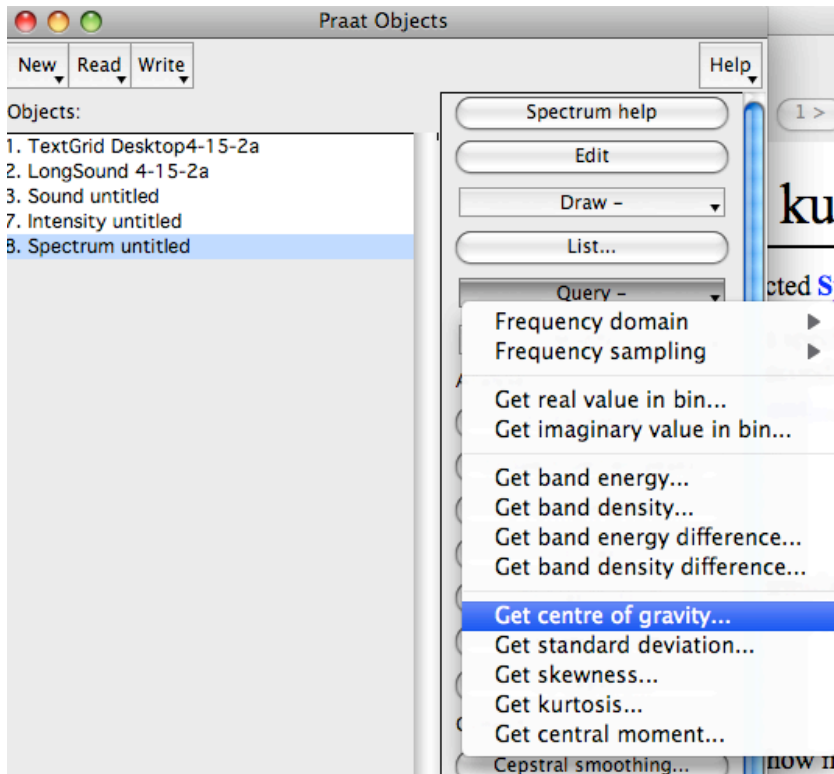 Praat Objects
New Read Write Help
Objects:
1. TextGrid Desktop4-15-2a
2. LongSound 4-15-2a
3. Sound untitled
7. Intensity untitled
8. Spectrum untitled
Spectrum help
Edit
Draw –
List...
Query –
Frequency domain
Frequency sampling
Get real value in bin...
Get imaginary value in bin...
Get band energy...
Get band density...
Get band energy difference...
Get band density difference...
Get centre of gravity...
Get standard deviation...
Get skewness...
Get kurtosis...
Get central moment...
Cepstral smoothing...
1 >
ku
cted S
how